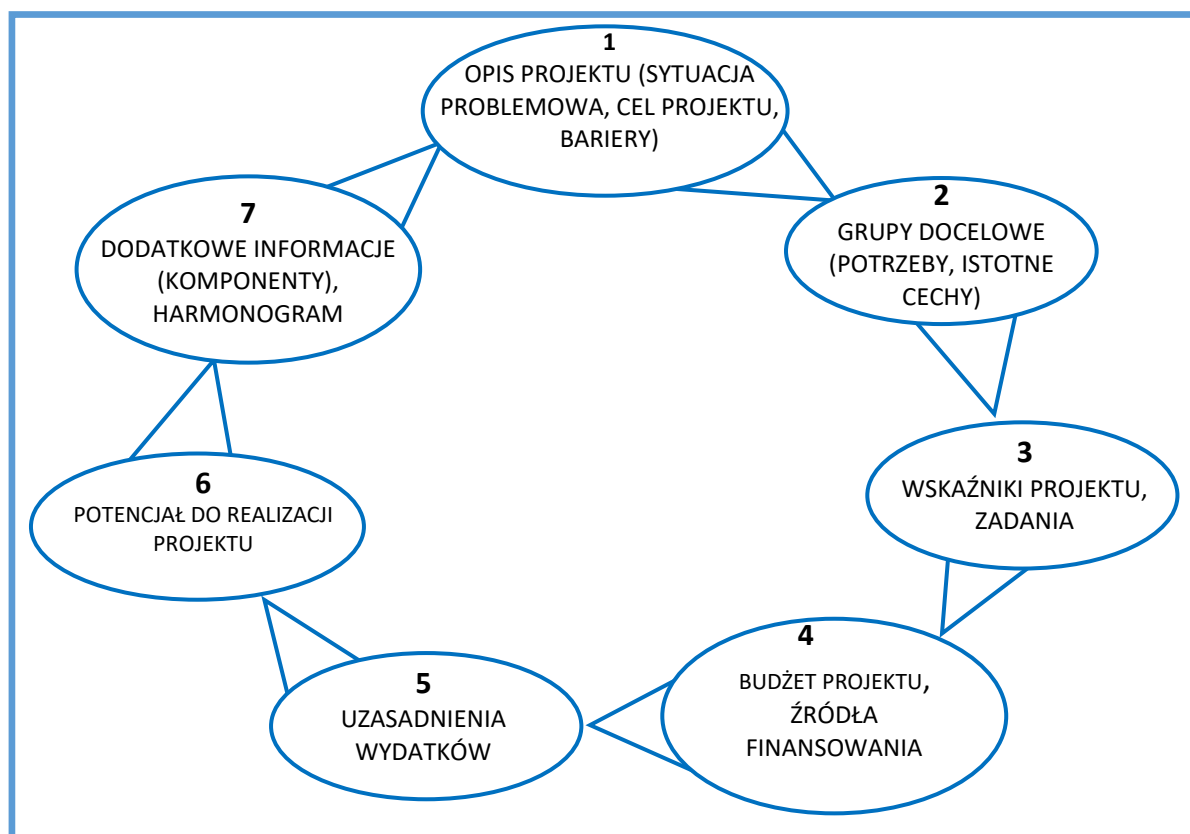 1
OPIS PROJEKTU (SYTUACJA
PROBLEMOWA, CEL PROJEKTU,
BARIERY)
2
GRUPY DOCELOWE
(POTRZEBY, ISTOTNE
CECHY)
3
WSKAŹNIKI PROJEKTU,
ZADANIA
4
BUDŻET PROJEKTU,
ŹRÓDŁA
FINANSOWANIA
5
UZASADNIENIA
WYDATKÓW
6
POTENCJAŁ DO REALIZACJI
PROJEKTU
7
DODATKOWE INFORMACJE
(KOMPONENTY),
HARMONOGRAM